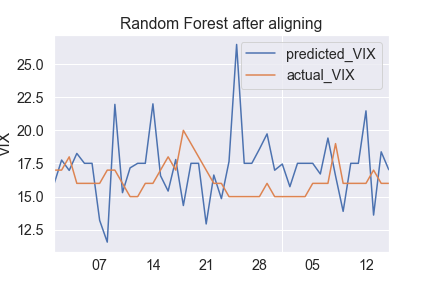 Random Forest after aligning
predicted_VIX
actual_VIX
VIX
25.0
22.5
20.0
17.5
15.0
12.5
07 14 21 28 05 12